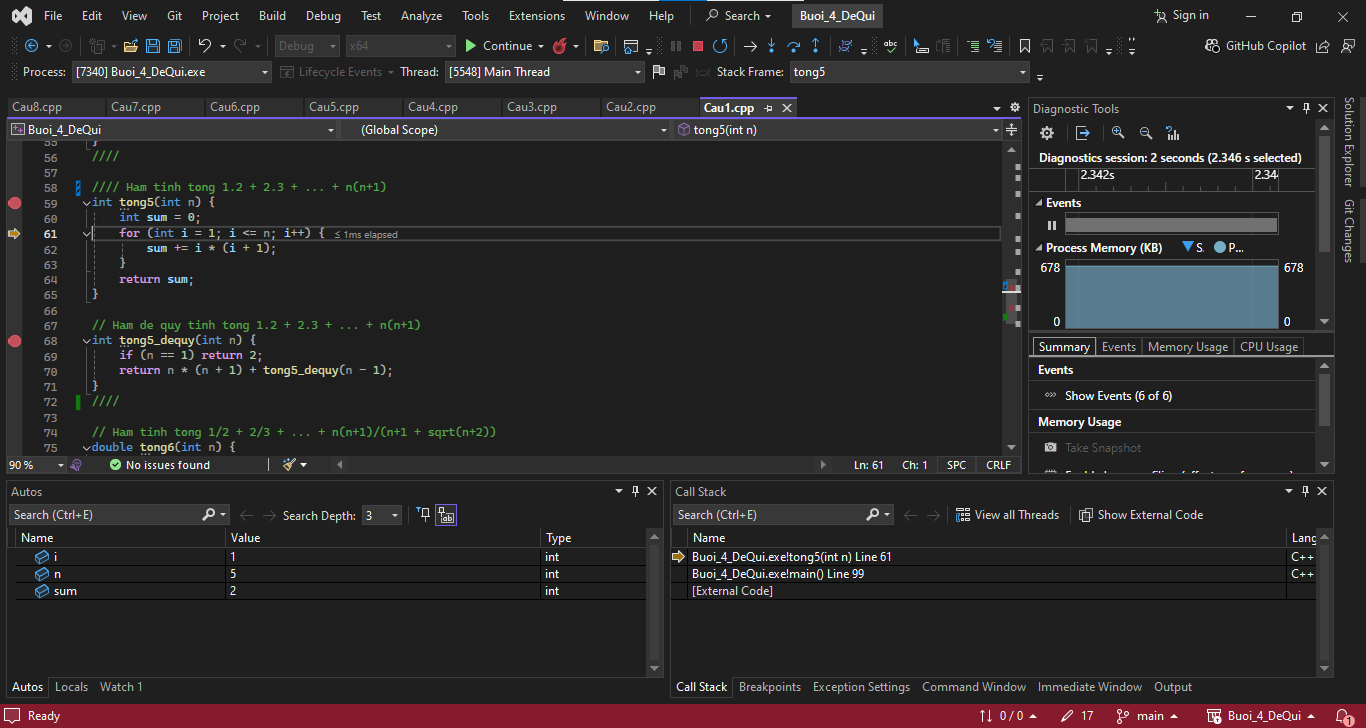 File Edit View Git Project Build Debug Test Analyze Tools Extensions Window Help Search Buoi_4_DeQui Sign in
Debug x64 Continue GitHub Copilot
Process: [7340] Buoi_4_DeQui.exe Lifecycle Events Thread: [5548] Main Thread Stack Frame: tong5
Cau8.cpp Cau7.cpp Cau6.cpp Cau5.cpp Cau4.cpp Cau3.cpp Cau2.cpp Cau1.cpp
Buoi_4_DeQui (Global Scope) tong5(int n)
55 }
56 ////
57
58 //// Ham tinh tong 1.2 + 2.3 + ... + n(n+1)
59 int tong5(int n) {
60 int sum = 0;
61 for (int i = 1; i <= n; i++) { ≤ 1ms elapsed
62 sum += i * (i + 1);
63 }
64 return sum;
65 }
66
67 // Ham de quy tinh tong 1.2 + 2.3 + ... + n(n+1)
68 int tong5_dequy(int n) {
69 if (n == 1) return 2;
70 return n * (n + 1) + tong5_dequy(n - 1);
71 }
72 ////
73
74 // Ham tinh tong 1/2 + 2/3 + ... + n(n+1)/(n+1 + sqrt(n+2))
75 double tong6(int n) {
90 % No issues found Ln: 61 Ch: 1 SPC CRLF
Diagnostic Tools
Diagnostics session: 2 seconds (2.346 s selected)
2.342s 2.344
Events
Process Memory (KB) S. P...
678 678
0 0
Summary Events Memory Usage CPU Usage
Events
Show Events (6 of 6)
Memory Usage
Take Snapshot
Solution Explorer
Git Changes
Autos
Search (Ctrl+E) Search Depth: 3
Name Value Type
i 1 int
n 5 int
sum 2 int
Autos Locals Watch 1
Call Stack
Search (Ctrl+E) View all Threads Show External Code
Name Lang
Buoi_4_DeQui.exe!tong5(int n) Line 61 C++
Buoi_4_DeQui.exe!main() Line 99 C++
[External Code]
Call Stack Breakpoints Exception Settings Command Window Immediate Window Output
Ready 0 / 0 17 main Buoi_4_DeQui 1